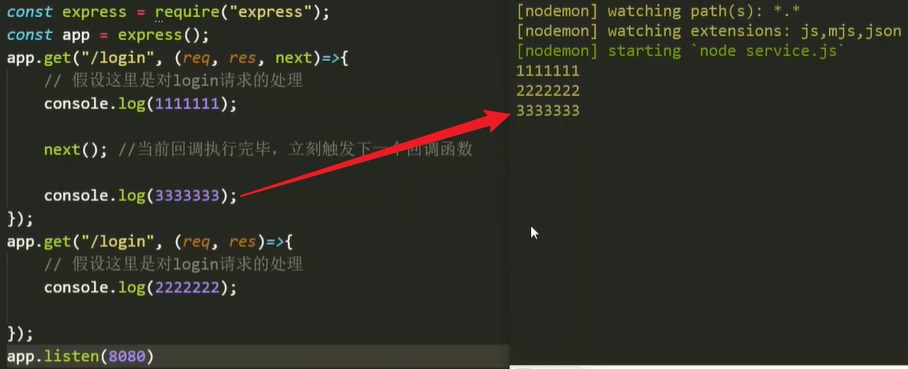 const express = require("express");
const app = express();
app.get("/login", (req, res, next)=>{
// 假设这里是对login请求的处理
console.log(1111111);
next(); //当前回调执行完毕，立刻触发下一个回调函数
console.log(3333333);
});
app.get("/login", (req, res)=>{
// 假设这里是对login请求的处理
console.log(2222222);
});
app.listen(8080)
[nodemon] watching path(s): *.*
[nodemon] watching extensions: js,mjs,json
[nodemon] starting `node service.js`
1111111
2222222
3333333